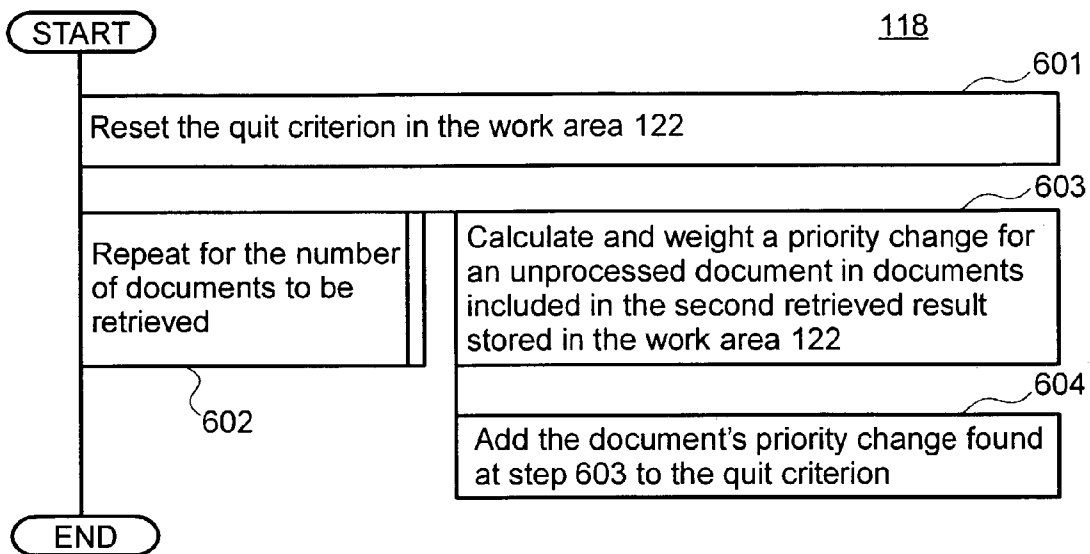 START
118
601
Reset the quit criterion in the work area 122
603
Repeat for the number
of documents to be
retrieved
Calculate and weight a priority change for
an unprocessed document in documents
included in the second retrieved result
stored in the work area 122
602
604
Add the document's priority change found
at step 603 to the quit criterion
END